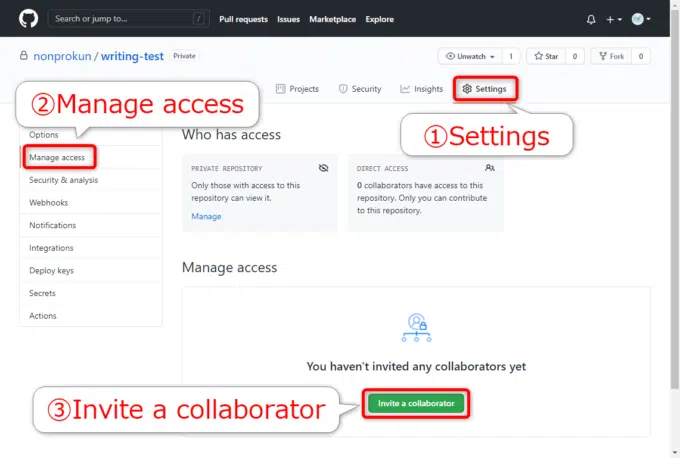 Search or jump to... /
Pull requests Issues Marketplace Explore
nonprokun / writing-test Private
Unwatch 1 Star 0 Fork 0
Projects Security Insights Settings
②Manage access
①Settings
Options
Manage access
Security & analysis
Webhooks
Notifications
Integrations
Deploy keys
Secrets
Actions
Who has access
PRIVATE REPOSITORY
Only those with access to this
repository can view it.
Manage
DIRECT ACCESS
0 collaborators have access to this
repository. Only you can contribute
to this repository.
Manage access
You haven't invited any collaborators yet
Invite a collaborator
③Invite a collaborator